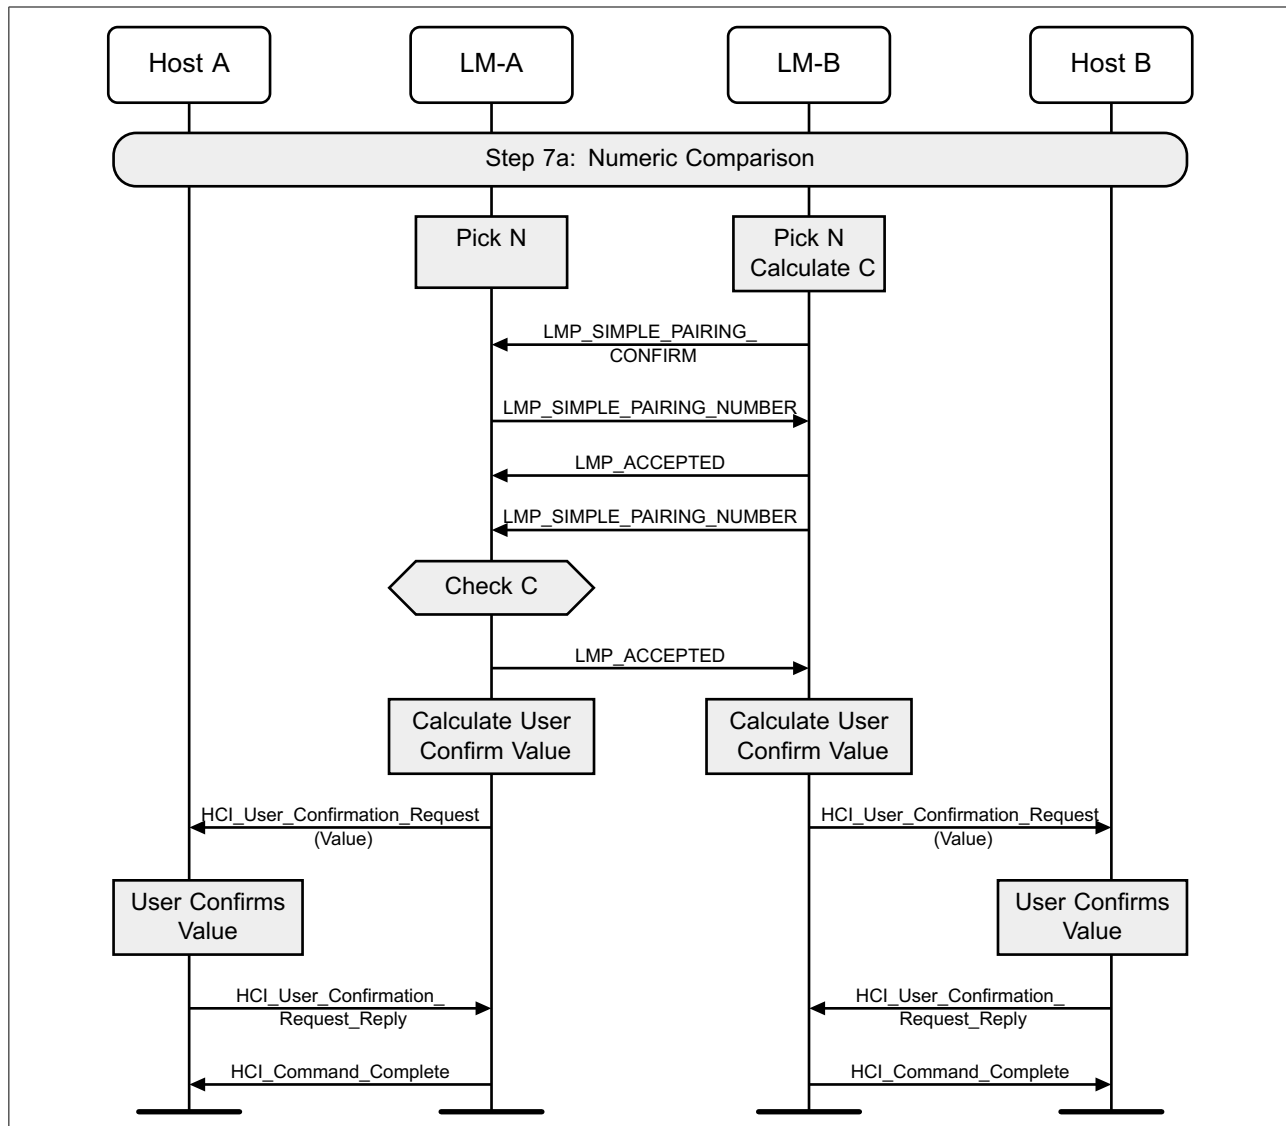 Host A
LM-A
LM-B
Host B
Step 7a: Numeric Comparison
Pick N
Pick N
Calculate C
LMP_SIMPLE_PAIRING_
CONFIRM
LMP_SIMPLE_PAIRING_NUMBER
LMP_ACCEPTED
LMP_SIMPLE_PAIRING_NUMBER
Check C
LMP_ACCEPTED
Calculate User
Confirm Value
Calculate User
Confirm Value
HCI_User_Confirmation_Request
(Value)
HCI_User_Confirmation_Request
(Value)
User Confirms
Value
User Confirms
Value
HCI_User_Confirmation_
Request_Reply
HCI_User_Confirmation_
Request_Reply
HCI_Command_Complete
HCI_Command_Complete